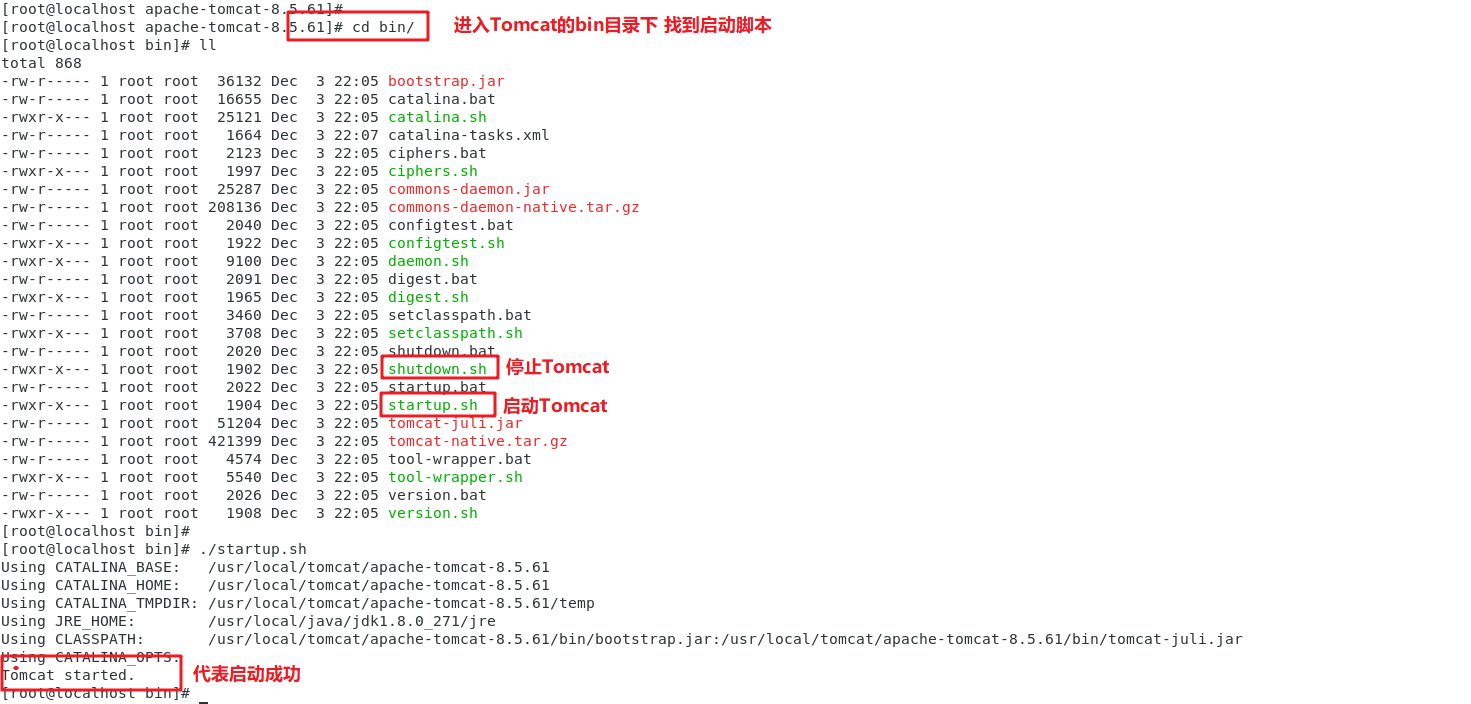 [root@localhost apache-tomcat-8.5.61]#
[root@localhost apache-tomcat-8.5.61]# cd bin/ 进入Tomcat的bin目录下 找到启动脚本
[root@localhost bin]# ll
total 868
-rw-r----- 1 root root  36132 Dec  3 22:05 bootstrap.jar
-rw-r----- 1 root root  16655 Dec  3 22:05 catalina.bat
-rwxr-x--- 1 root root  25121 Dec  3 22:05 catalina.sh
-rw-r----- 1 root root   1664 Dec  3 22:07 catalina-tasks.xml
-rw-r----- 1 root root   2123 Dec  3 22:05 ciphers.bat
-rwxr-x--- 1 root root   1997 Dec  3 22:05 ciphers.sh
-rw-r----- 1 root root  25287 Dec  3 22:05 commons-daemon.jar
-rw-r----- 1 root root 208136 Dec  3 22:05 commons-daemon-native.tar.gz
-rw-r----- 1 root root   2040 Dec  3 22:05 configtest.bat
-rwxr-x--- 1 root root   1922 Dec  3 22:05 configtest.sh
-rwxr-x--- 1 root root   9100 Dec  3 22:05 daemon.sh
-rw-r----- 1 root root   2091 Dec  3 22:05 digest.bat
-rwxr-x--- 1 root root   1965 Dec  3 22:05 digest.sh
-rw-r----- 1 root root   3460 Dec  3 22:05 setclasspath.bat
-rwxr-x--- 1 root root   3708 Dec  3 22:05 setclasspath.sh
-rw-r----- 1 root root   2020 Dec  3 22:05 shutdown.bat
-rwxr-x--- 1 root root   1902 Dec  3 22:05 shutdown.sh 停止Tomcat
-rw-r----- 1 root root   2022 Dec  3 22:05 startup.bat
-rwxr-x--- 1 root root   1904 Dec  3 22:05 startup.sh 启动Tomcat
-rw-r----- 1 root root  51204 Dec  3 22:05 tomcat-juli.jar
-rw-r----- 1 root root 421399 Dec  3 22:05 tomcat-native.tar.gz
-rw-r----- 1 root root   4574 Dec  3 22:05 tool-wrapper.bat
-rwxr-x--- 1 root root   5540 Dec  3 22:05 tool-wrapper.sh
-rw-r----- 1 root root   2026 Dec  3 22:05 version.bat
-rwxr-x--- 1 root root   1908 Dec  3 22:05 version.sh
[root@localhost bin]#
[root@localhost bin]# ./startup.sh
Using CATALINA_BASE:   /usr/local/tomcat/apache-tomcat-8.5.61
Using CATALINA_HOME:   /usr/local/tomcat/apache-tomcat-8.5.61
Using CATALINA_TMPDIR: /usr/local/tomcat/apache-tomcat-8.5.61/temp
Using JRE_HOME:        /usr/local/java/jdk1.8.0_271/jre
Using CLASSPATH:       /usr/local/tomcat/apache-tomcat-8.5.61/bin/bootstrap.jar:/usr/local/tomcat/apache-tomcat-8.5.61/bin/tomcat-juli.jar
Using CATALINA_OPTS:
Tomcat started. 代表启动成功
[root@localhost bin]#